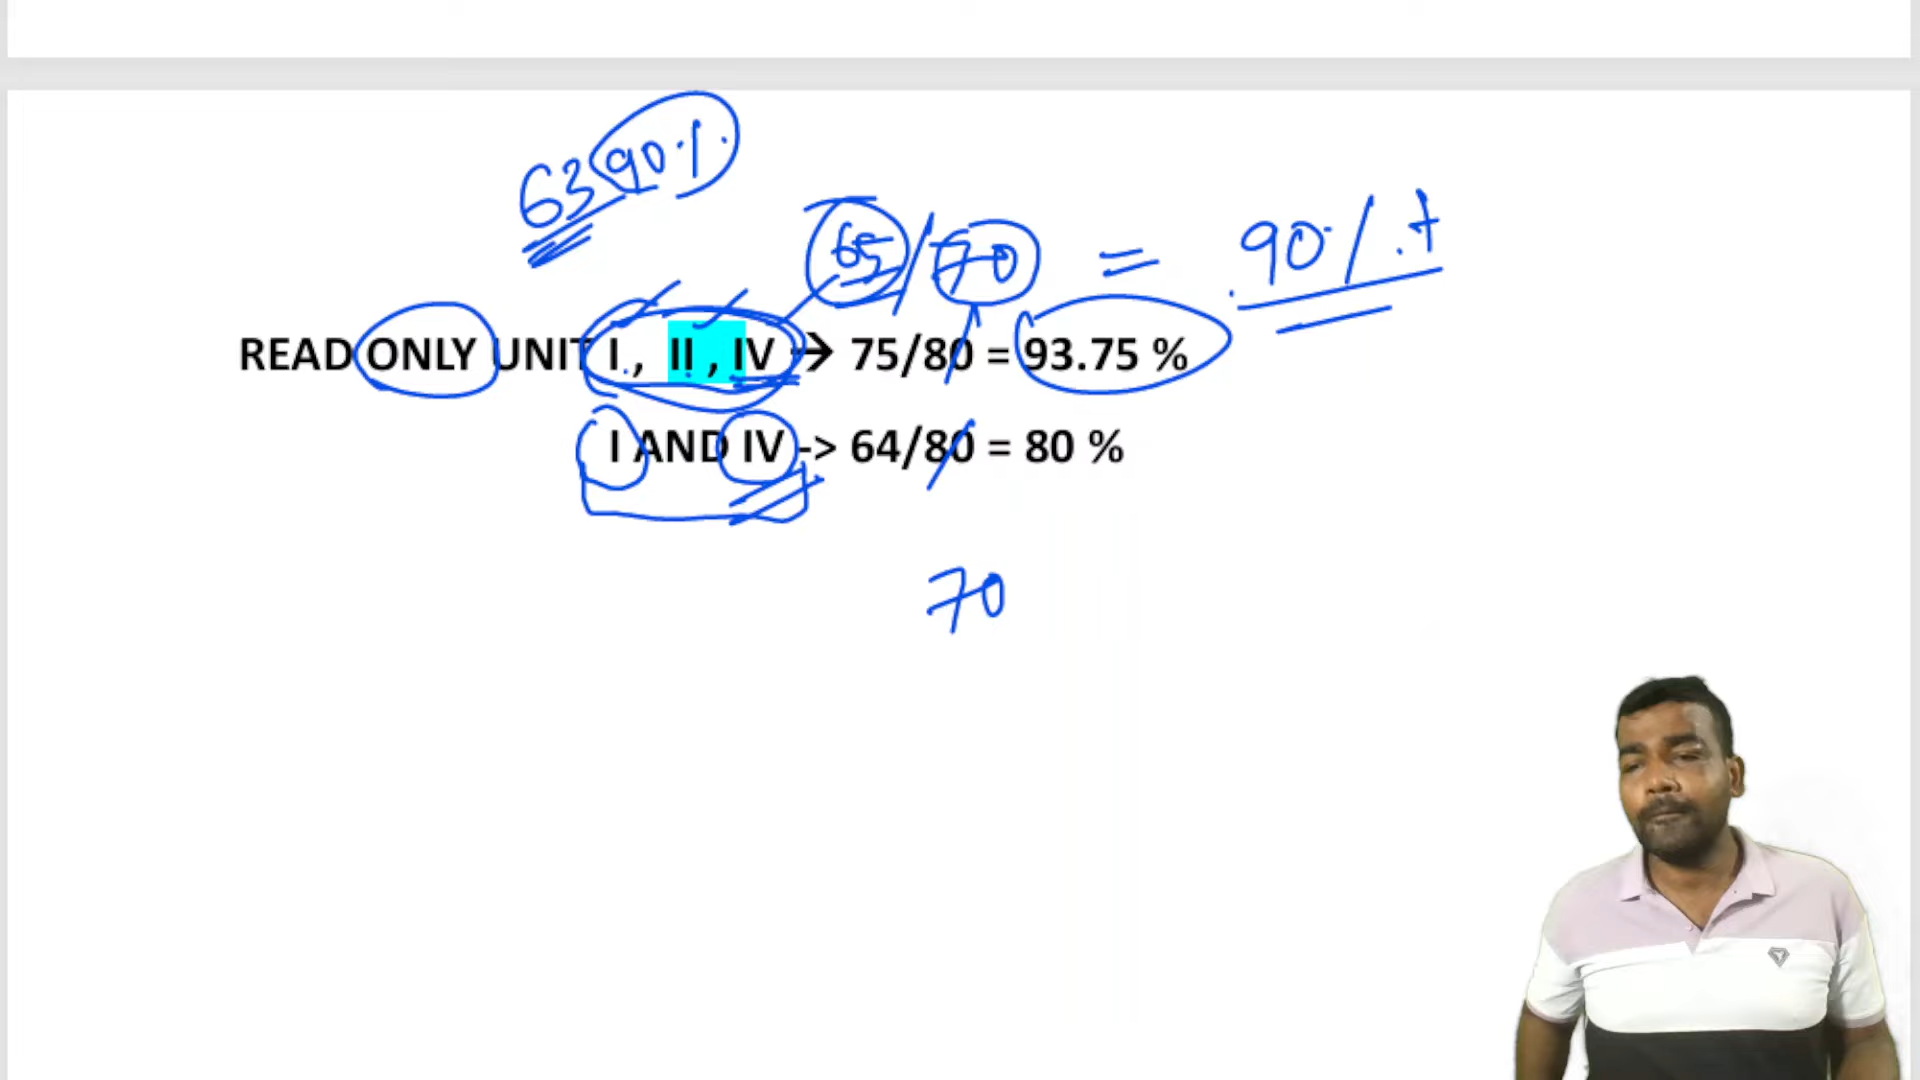 63 90%
65/70 = 90% +
READ ONLY UNIT I , II , IV → 75/80 = 93.75 %
I AND IV -> 64/80 = 80 %
70